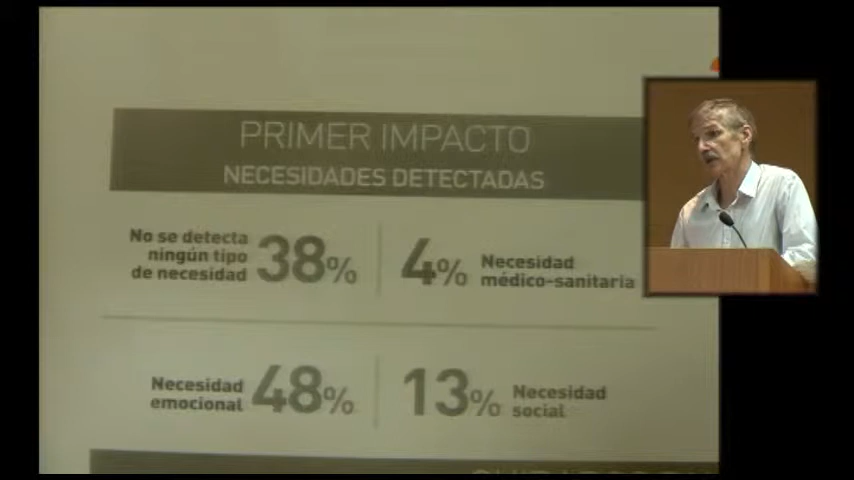 PRIMER IMPACTO
NECESIDADES DETECTADAS
No se detecta
ningún tipo
de necesidad
38%
4%
Necesidad
médico-sanitaria
Necesidad
emocional
48%
13%
Necesidad
social